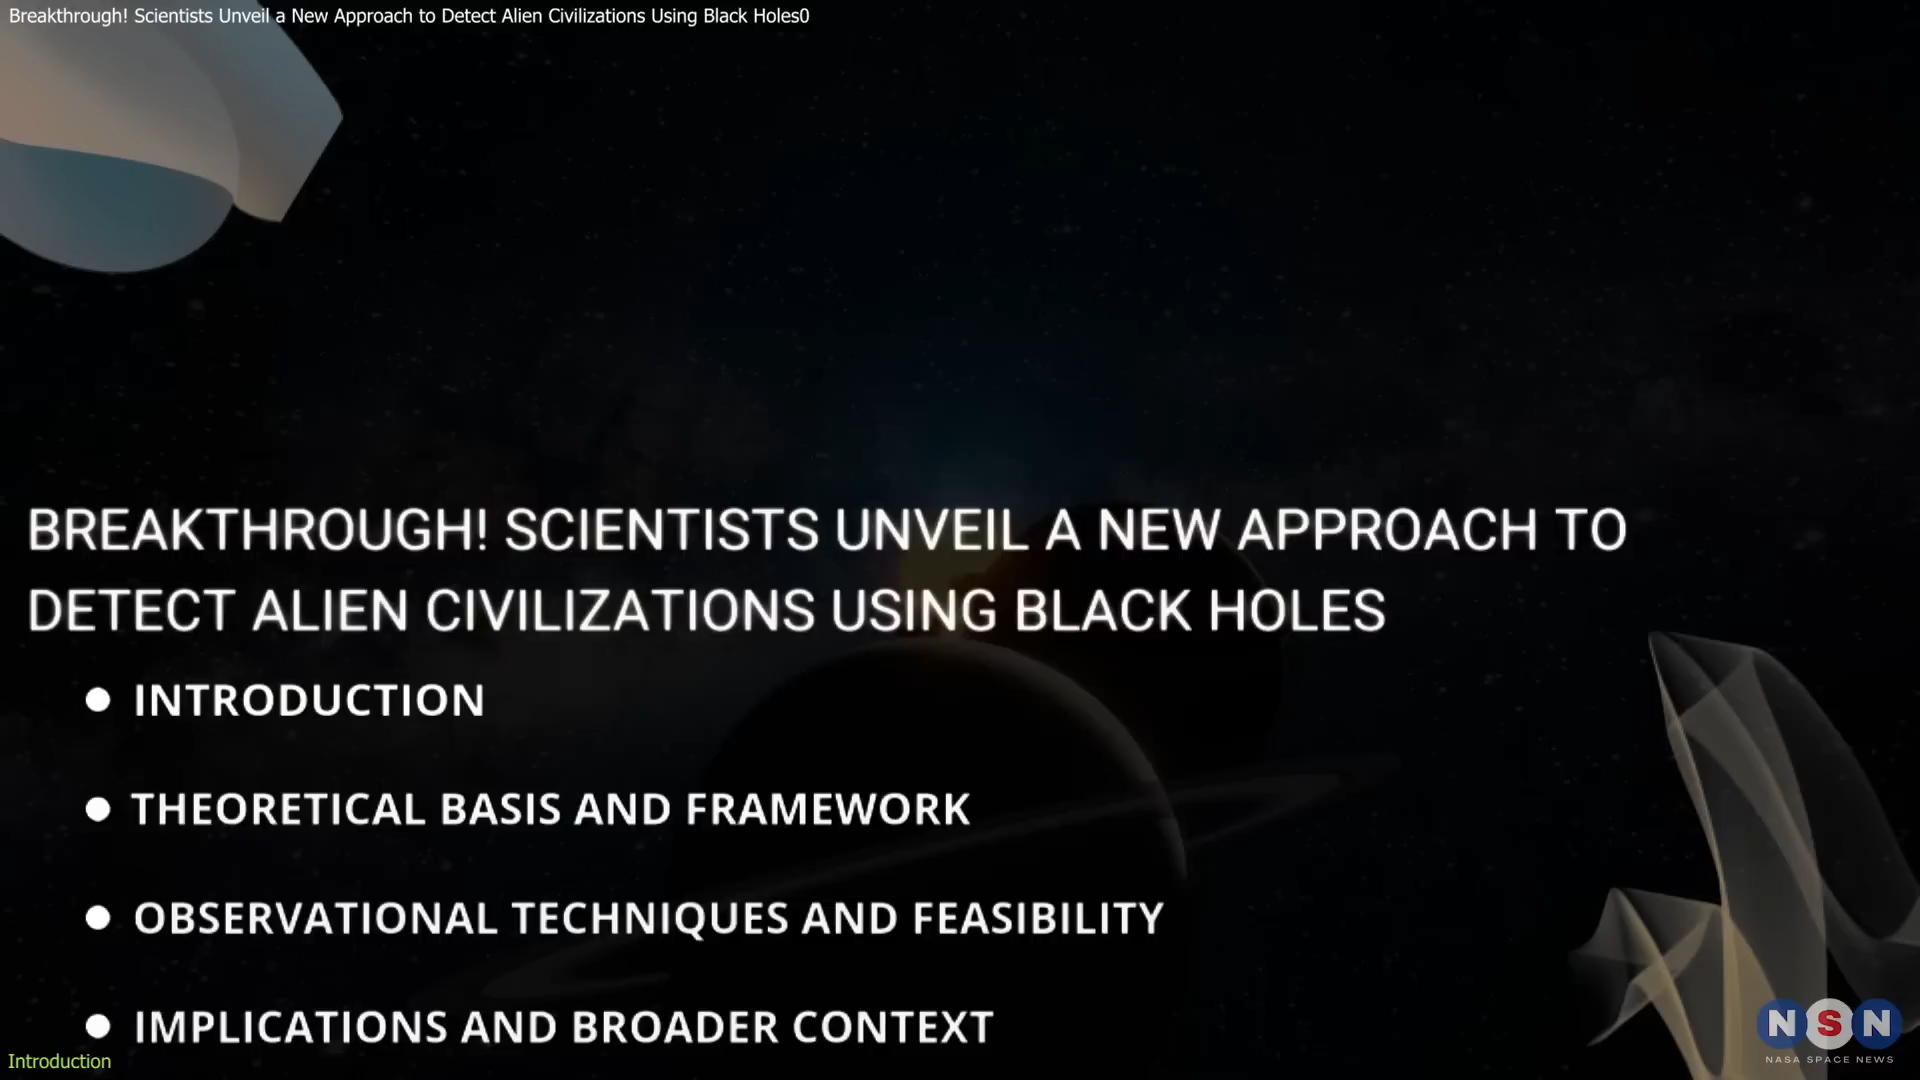 Breakthrough! Scientists Unveil a New Approach to Detect Alien Civilizations Using Black Holes0
BREAKTHROUGH! SCIENTISTS UNVEIL A NEW APPROACH TO
DETECT ALIEN CIVILIZATIONS USING BLACK HOLES
● INTRODUCTION
● THEORETICAL BASIS AND FRAMEWORK
● OBSERVATIONAL TECHNIQUES AND FEASIBILITY
● IMPLICATIONS AND BROADER CONTEXT
Introduction
NSN
NASA SPACE NEWS